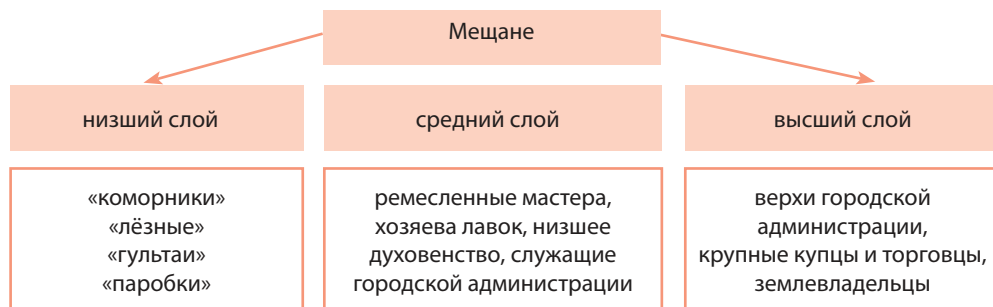 Мещане
низший слой
средний слой
высший слой
«коморники»
«лёзные»
«гультаи»
«паробки»
ремесленные мастера,
хозяева лавок, низшее
духовенство, служащие
городской администрации
верхи городской
администрации,
крупные купцы и торговцы,
землевладельцы